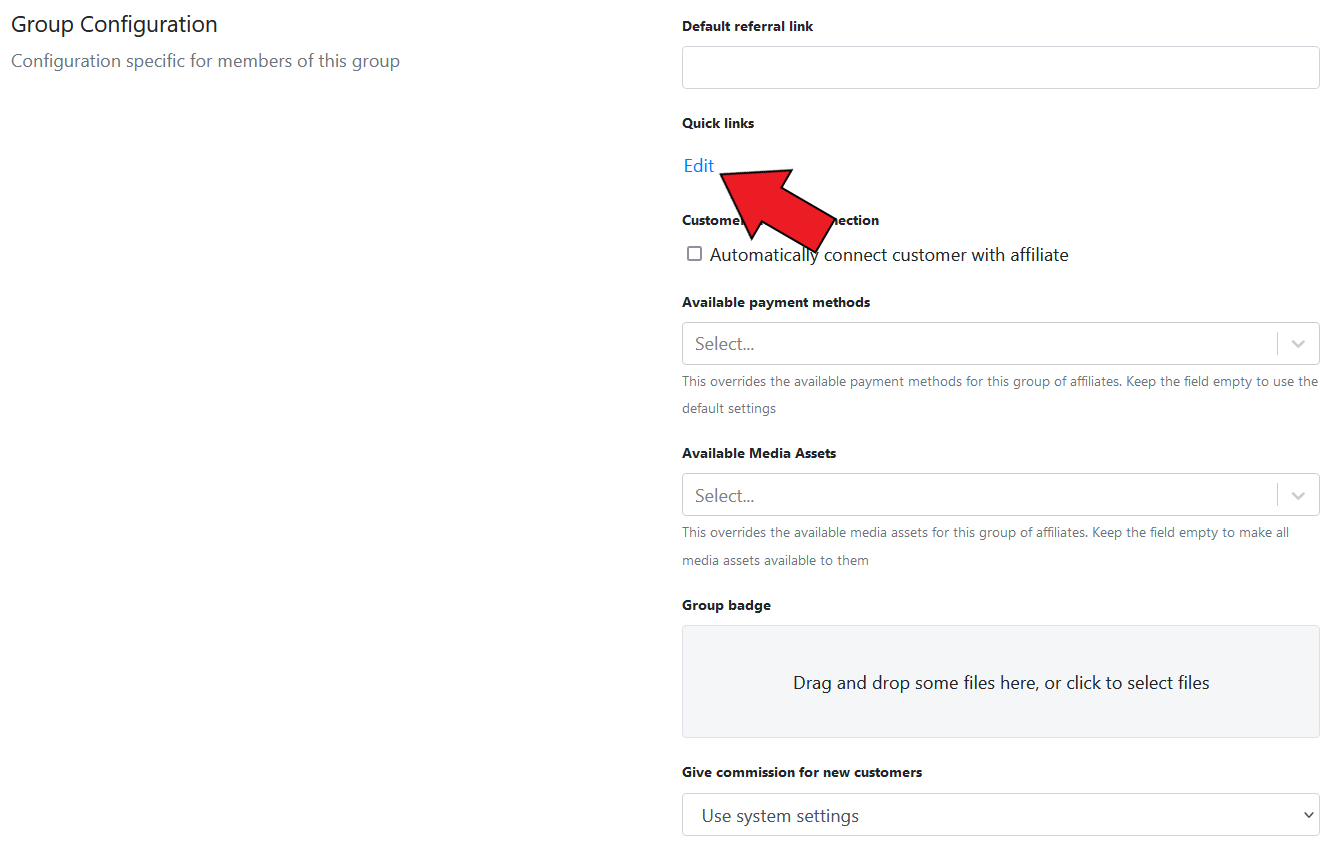 Group Configuration
Configuration specific for members of this group
Default referral link
Quick links
Edit
Automatically connect customer with affiliate
Available payment methods
Select...
This overrides the available payment methods for this group of affiliates. Keep the field empty to use the
default settings
Available Media Assets
Select...
This overrides the available media assets for this group of affiliates. Keep the field empty to make all
media assets available to them
Group badge
Drag and drop some files here, or click to select files
Give commission for new customers
Use system settings